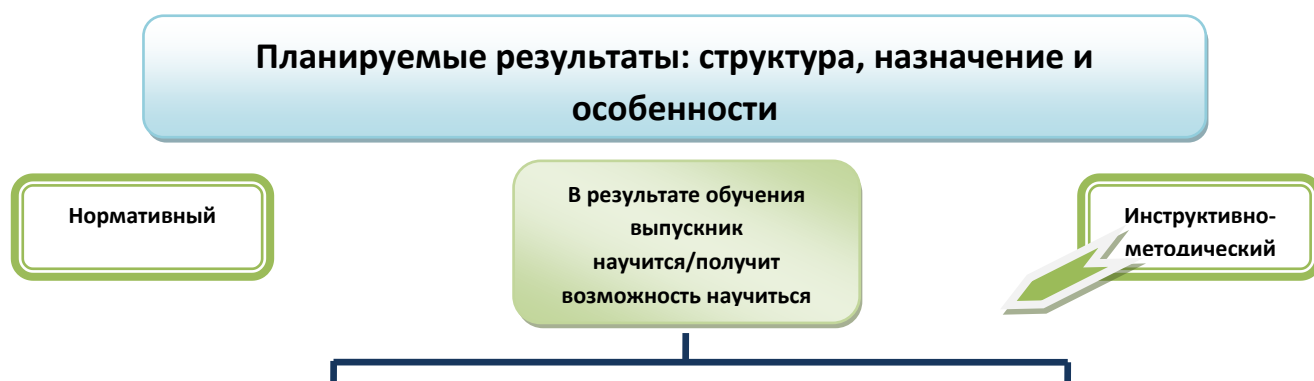 Планируемые результаты: структура, назначение и
особенности
Нормативный
В результате обучения
выпускник
научится/получит
возможность научиться
Инструктивно-
методический